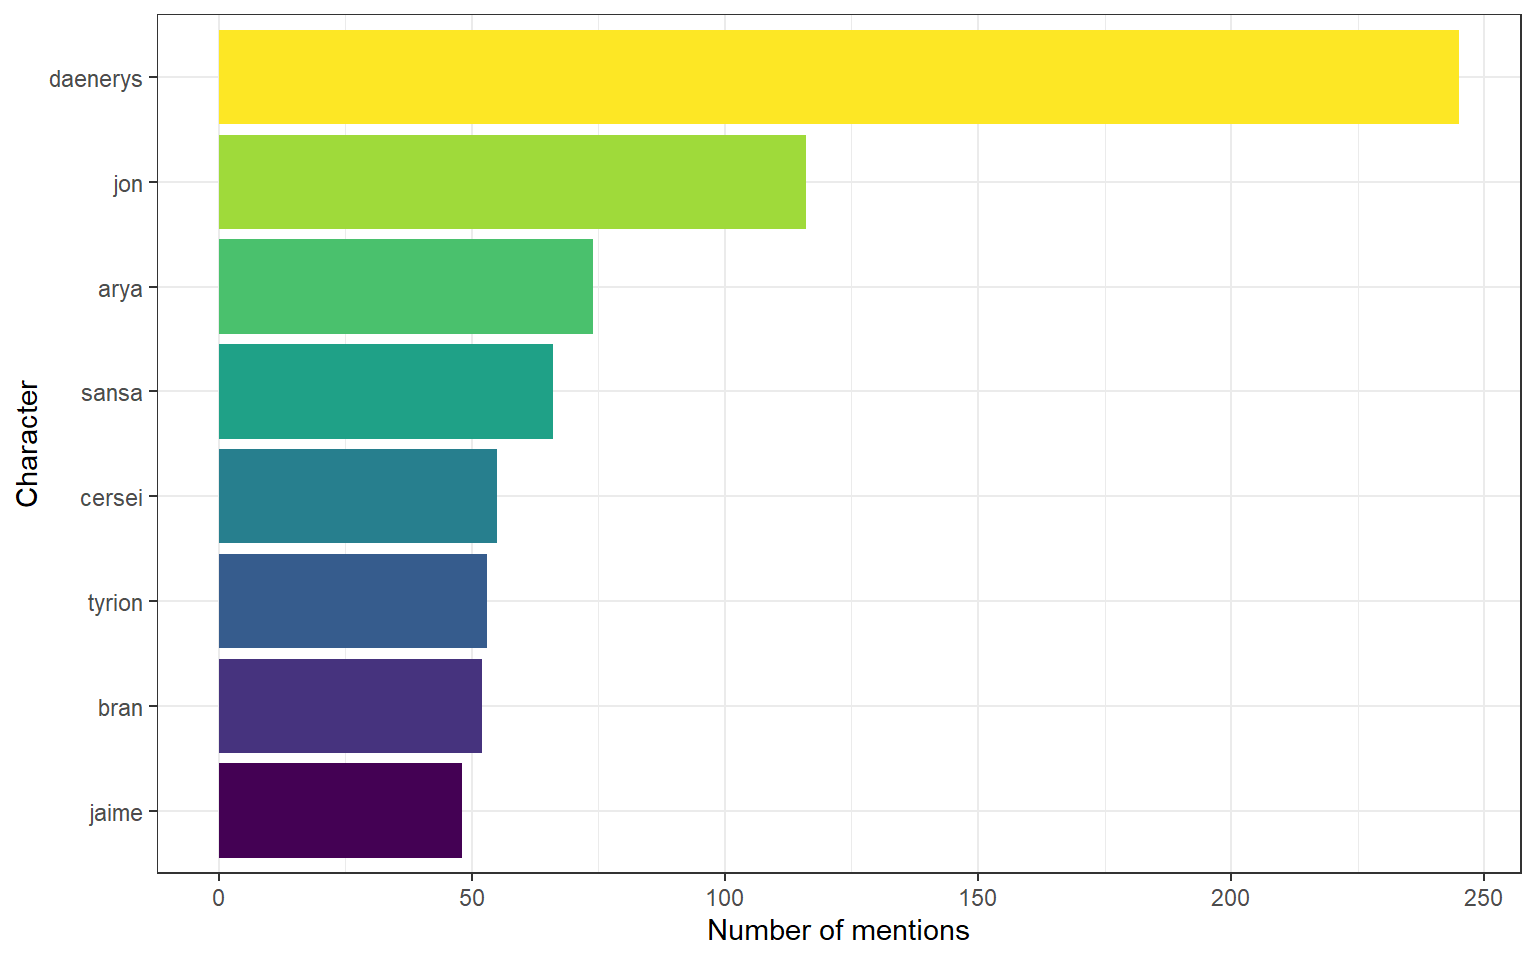 daenerys
jon
arya
sansa
cersei
tyrion
bran
jaime
Character
0 50 100 150 200 250
Number of mentions